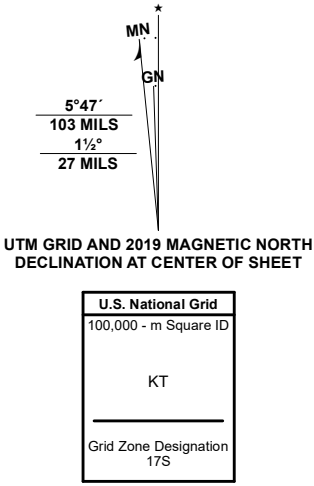 ★
MN
GN
5°47´
103 MILS
1½°
27 MILS
UTM GRID AND 2019 MAGNETIC NORTH
DECLINATION AT CENTER OF SHEET
U.S. National Grid
100,000 - m Square ID
KT
Grid Zone Designation
17S